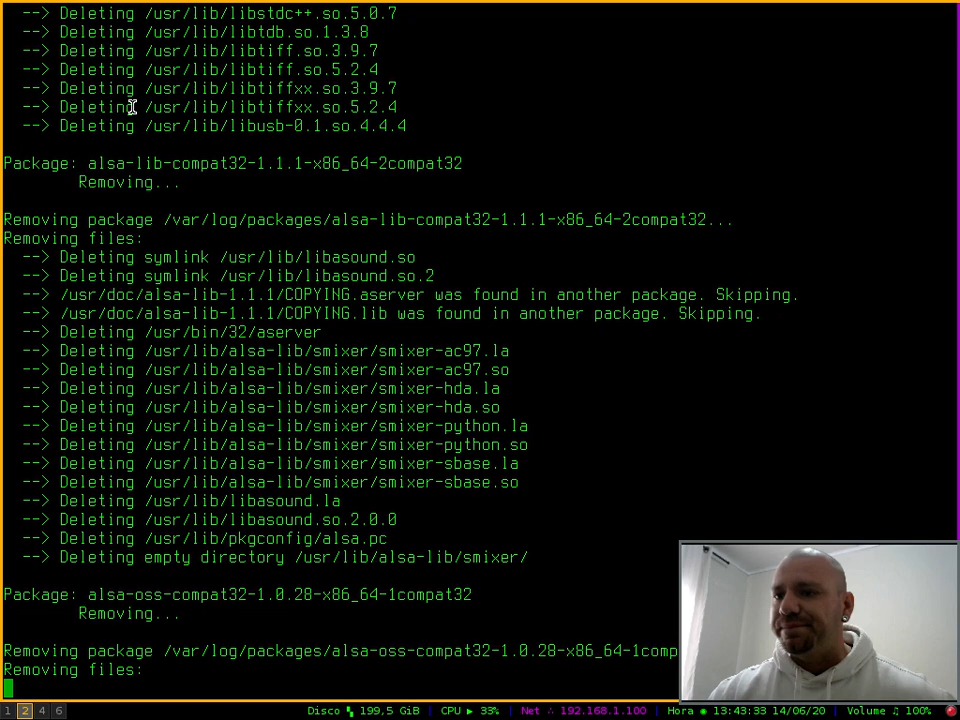 --> Deleting /usr/lib/libstdc++.so.5.0.7
--> Deleting /usr/lib/libtdb.so.1.3.8
--> Deleting /usr/lib/libtiff.so.3.9.7
--> Deleting /usr/lib/libtiff.so.5.2.4
--> Deleting /usr/lib/libtiffxx.so.3.9.7
--> Deleting /usr/lib/libtiffxx.so.5.2.4
--> Deleting /usr/lib/libusb-0.1.so.4.4.4
Package: alsa-lib-compat32-1.1.1-x86_64-2compat32
Removing...
Removing package /var/log/packages/alsa-lib-compat32-1.1.1-x86_64-2compat32...
Removing files:
--> Deleting symlink /usr/lib/libasound.so
--> Deleting symlink /usr/lib/libasound.so.2
--> /usr/doc/alsa-lib-1.1.1/COPYING.aserver was found in another package. Skipping.
--> /usr/doc/alsa-lib-1.1.1/COPYING.lib was found in another package. Skipping.
--> Deleting /usr/bin/32/aserver
--> Deleting /usr/lib/alsa-lib/smixer/smixer-ac97.la
--> Deleting /usr/lib/alsa-lib/smixer/smixer-ac97.so
--> Deleting /usr/lib/alsa-lib/smixer/smixer-hda.la
--> Deleting /usr/lib/alsa-lib/smixer/smixer-hda.so
--> Deleting /usr/lib/alsa-lib/smixer/smixer-python.la
--> Deleting /usr/lib/alsa-lib/smixer/smixer-python.so
--> Deleting /usr/lib/alsa-lib/smixer/smixer-sbase.la
--> Deleting /usr/lib/alsa-lib/smixer/smixer-sbase.so
--> Deleting /usr/lib/libasound.la
--> Deleting /usr/lib/libasound.so.2.0.0
--> Deleting /usr/lib/pkgconfig/alsa.pc
--> Deleting empty directory /usr/lib/alsa-lib/smixer/
Package: alsa-oss-compat32-1.0.28-x86_64-1compat32
Removing...
Removing package /var/log/packages/alsa-oss-compat32-1.0.28-x86_64-1comp
Removing files:
1 2 4 6 Disco 199,5 GiB | CPU ▶ 33% | Net 192.168.1.100 | Hora 13:43:33 14/06/20 | Volume ♫ 100%